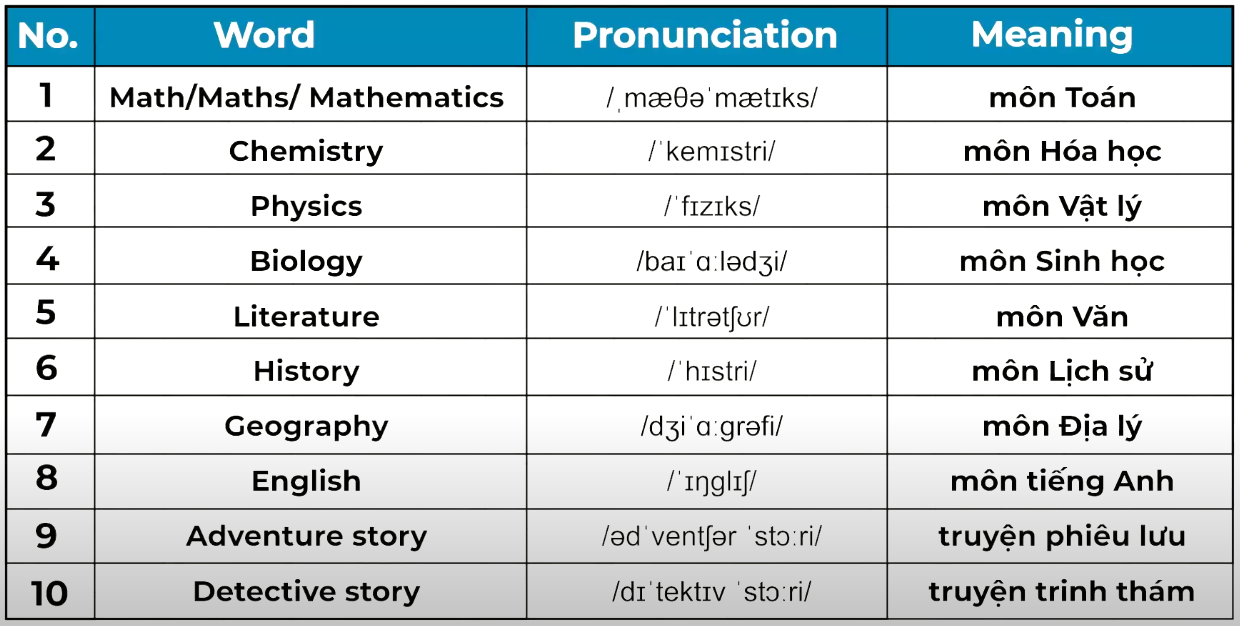 No. Word Pronunciation Meaning
1 Math/Maths/ Mathematics /ˌmæθəˈmætɪks/ môn Toán
2 Chemistry /ˈkemɪstri/ môn Hóa học
3 Physics /ˈfɪzɪks/ môn Vật lý
4 Biology /baɪˈɑːlədʒi/ môn Sinh học
5 Literature /ˈlɪtrətʃʊr/ môn Văn
6 History /ˈhɪstri/ môn Lịch sử
7 Geography /dʒiˈɑːɡrəfi/ môn Địa lý
8 English /ˈɪŋɡlɪʃ/ môn tiếng Anh
9 Adventure story /ədˈventʃər ˈstɔːri/ truyện phiêu lưu
10 Detective story /dɪˈtektɪv ˈstɔːri/ truyện trinh thám